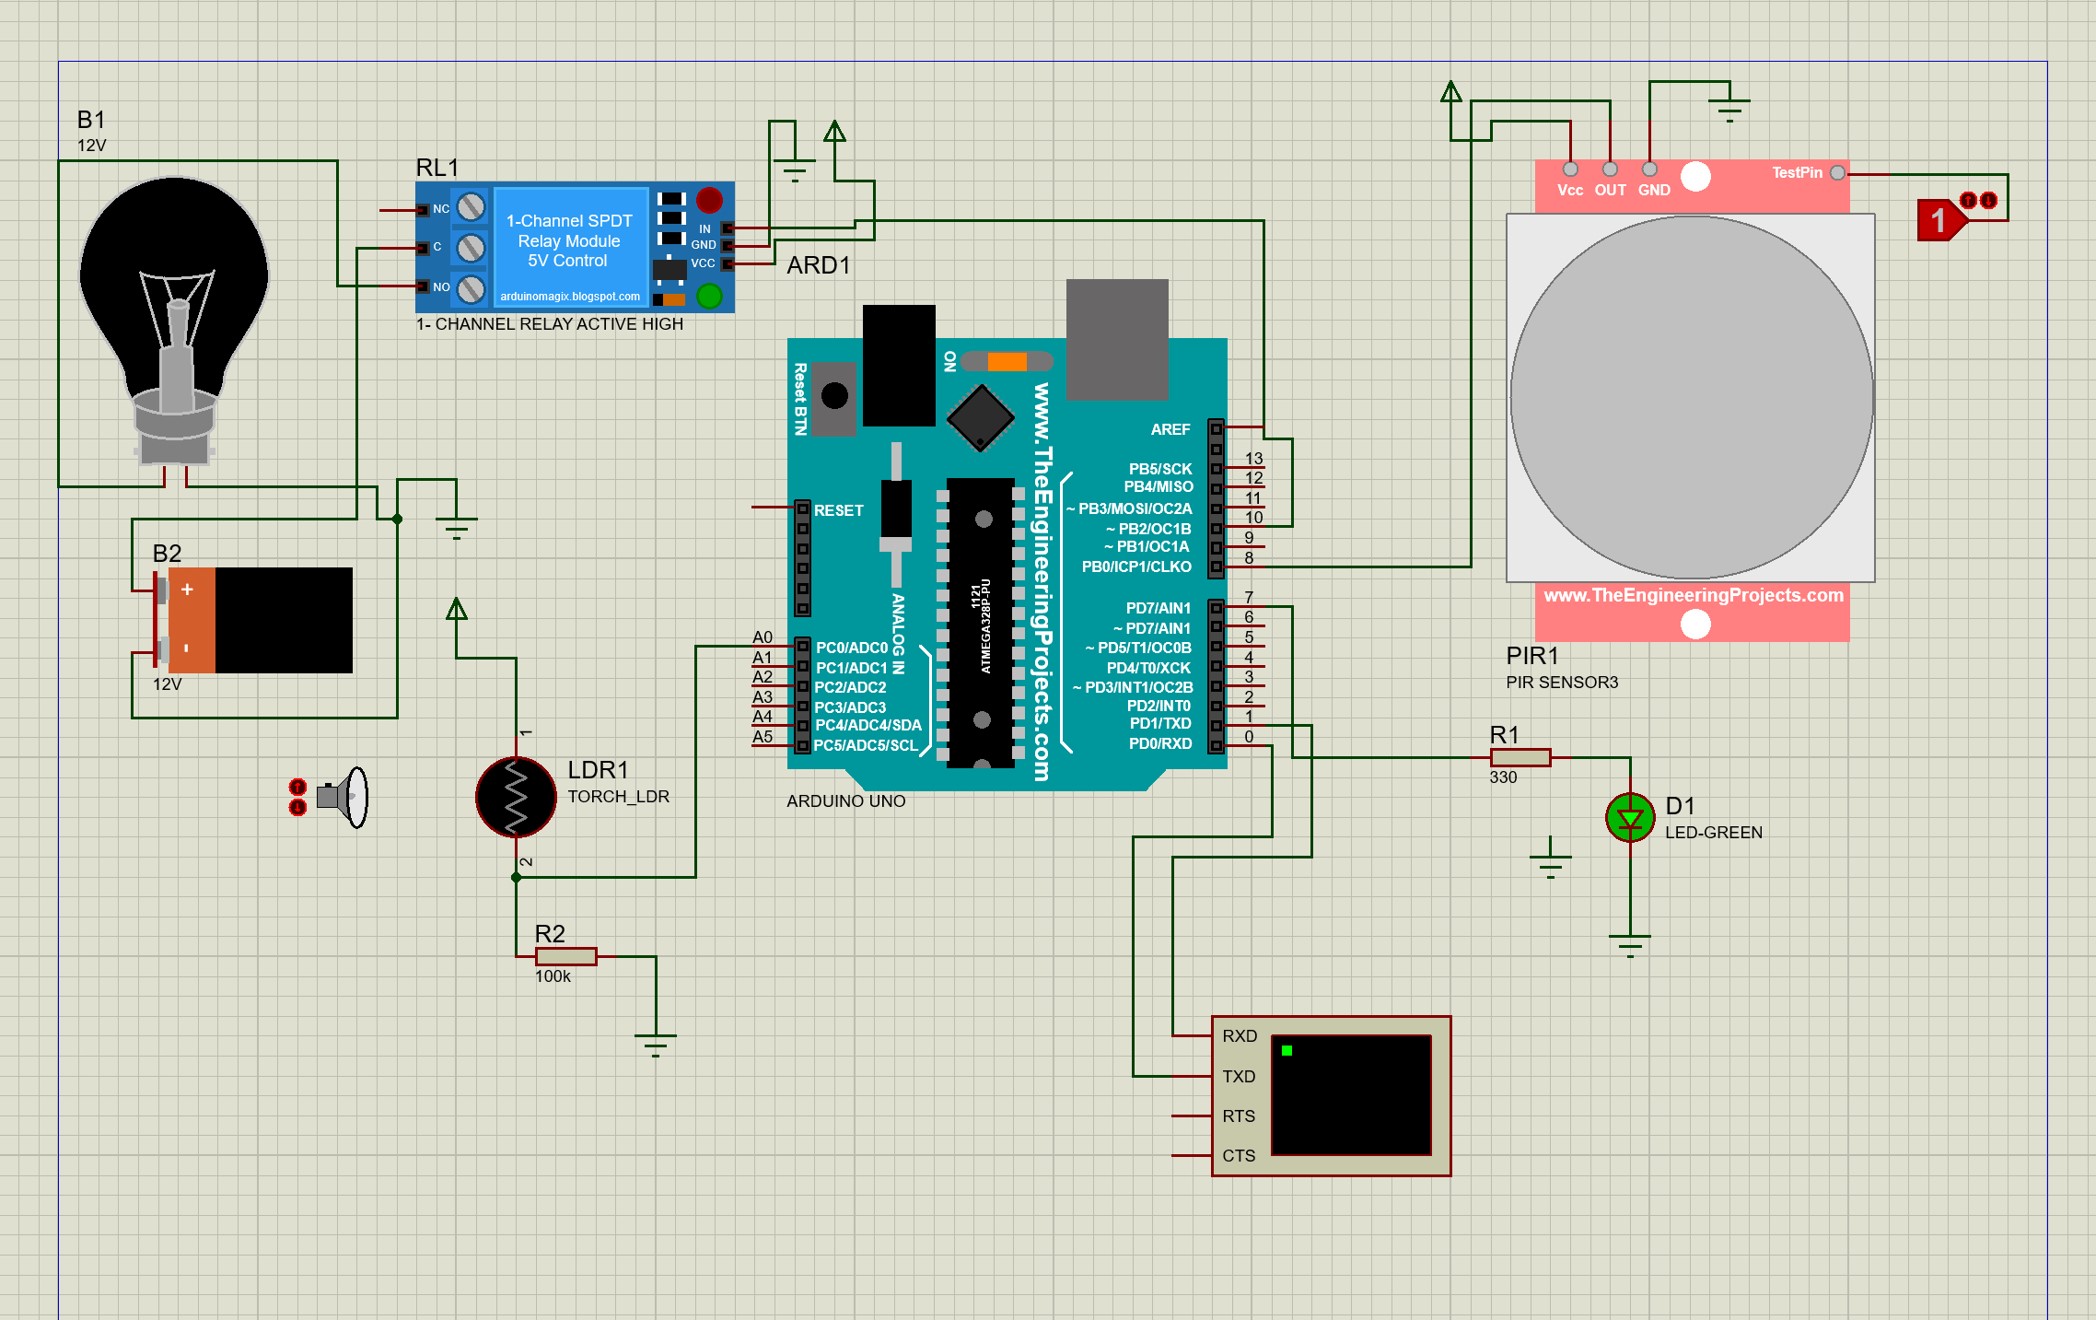 B1
12V
RL1
NC
C
NO
1-Channel SPDT
Relay Module
5V Control
arduinomagix.blogspot.com
IN
GND
VCC
1- CHANNEL RELAY ACTIVE HIGH
B2
+
-
12V
LDR1
TORCH_LDR
1
2
R2
100k
ARD1
Reset BTN
ON
www.TheEngineeringProjects.com
RESET
ANALOG IN
1121
ATMEGA328P-PU
A0 PC0/ADC0
A1 PC1/ADC1
A2 PC2/ADC2
A3 PC3/ADC3
A4 PC4/ADC4/SDA
A5 PC5/ADC5/SCL
AREF
PB5/SCK 13
PB4/MISO 12
~ PB3/MOSI/OC2A 11
~ PB2/OC1B 10
~ PB1/OC1A 9
PB0/ICP1/CLKO 8
PD7/AIN1 7
~ PD7/AIN1 6
~ PD5/T1/OC0B 5
PD4/T0/XCK 4
~ PD3/INT1/OC2B 3
PD2/INT0 2
PD1/TXD 1
PD0/RXD 0
ARDUINO UNO
Vcc OUT GND
TestPin
1
www.TheEngineeringProjects.com
PIR1
PIR SENSOR3
R1
330
D1
LED-GREEN
RXD
TXD
RTS
CTS